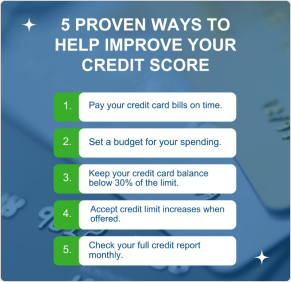 5 PROVEN WAYS TO
HELP IMPROVE YOUR
CREDIT SCORE
1. Pay your credit card bills on time.
2. Set a budget for your spending.
3. Keep your credit card balance
below 30% of the limit.
4. Accept credit limit increases when
offered.
5. Check your full credit report
monthly.